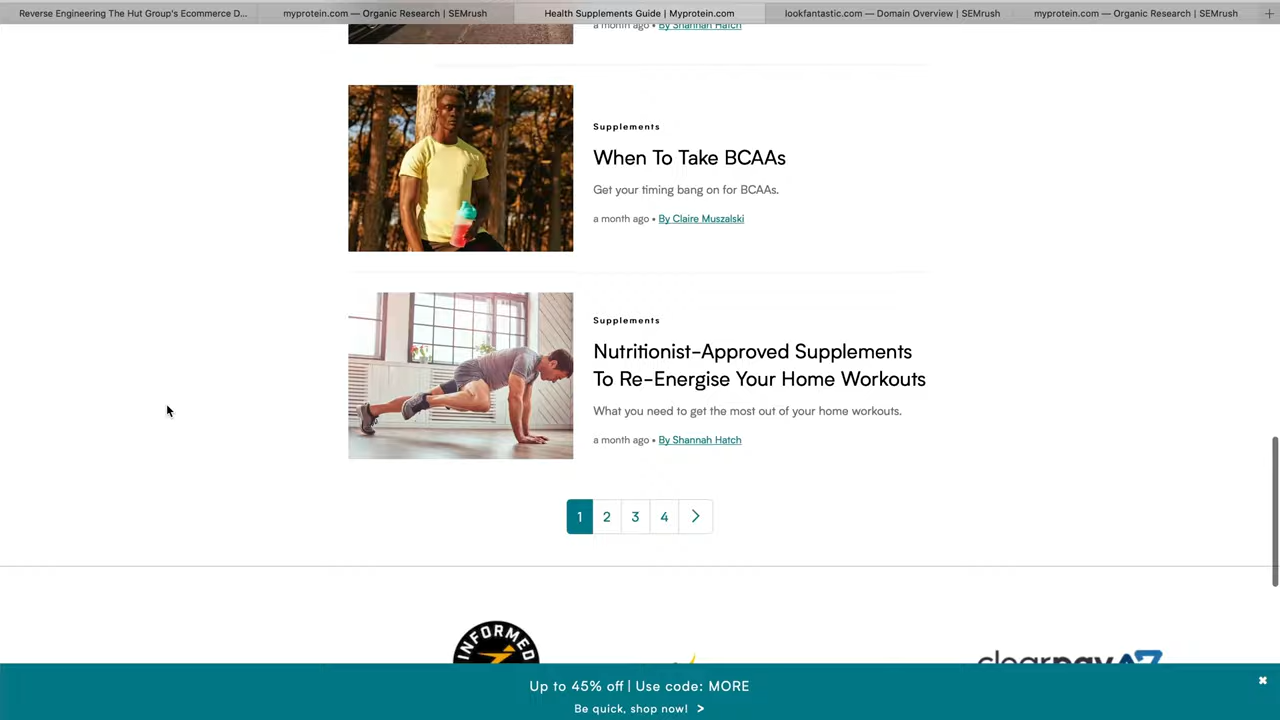 Reverse Engineering The Hut Group's Ecommerce D...
myprotein.com — Organic Research | SEMrush
Health Supplements Guide | Myprotein.com
lookfantastic.com — Domain Overview | SEMrush
myprotein.com — Organic Research | SEMrush
a month ago • By Shannah Hatch
Supplements
When To Take BCAAs
Get your timing bang on for BCAAs.
a month ago • By Claire Muszalski
Supplements
Nutritionist-Approved Supplements
To Re-Energise Your Home Workouts
What you need to get the most out of your home workouts.
a month ago • By Shannah Hatch
1 2 3 4
INFORMED
clearpay
Up to 45% off | Use code: MORE
Be quick, shop now! >